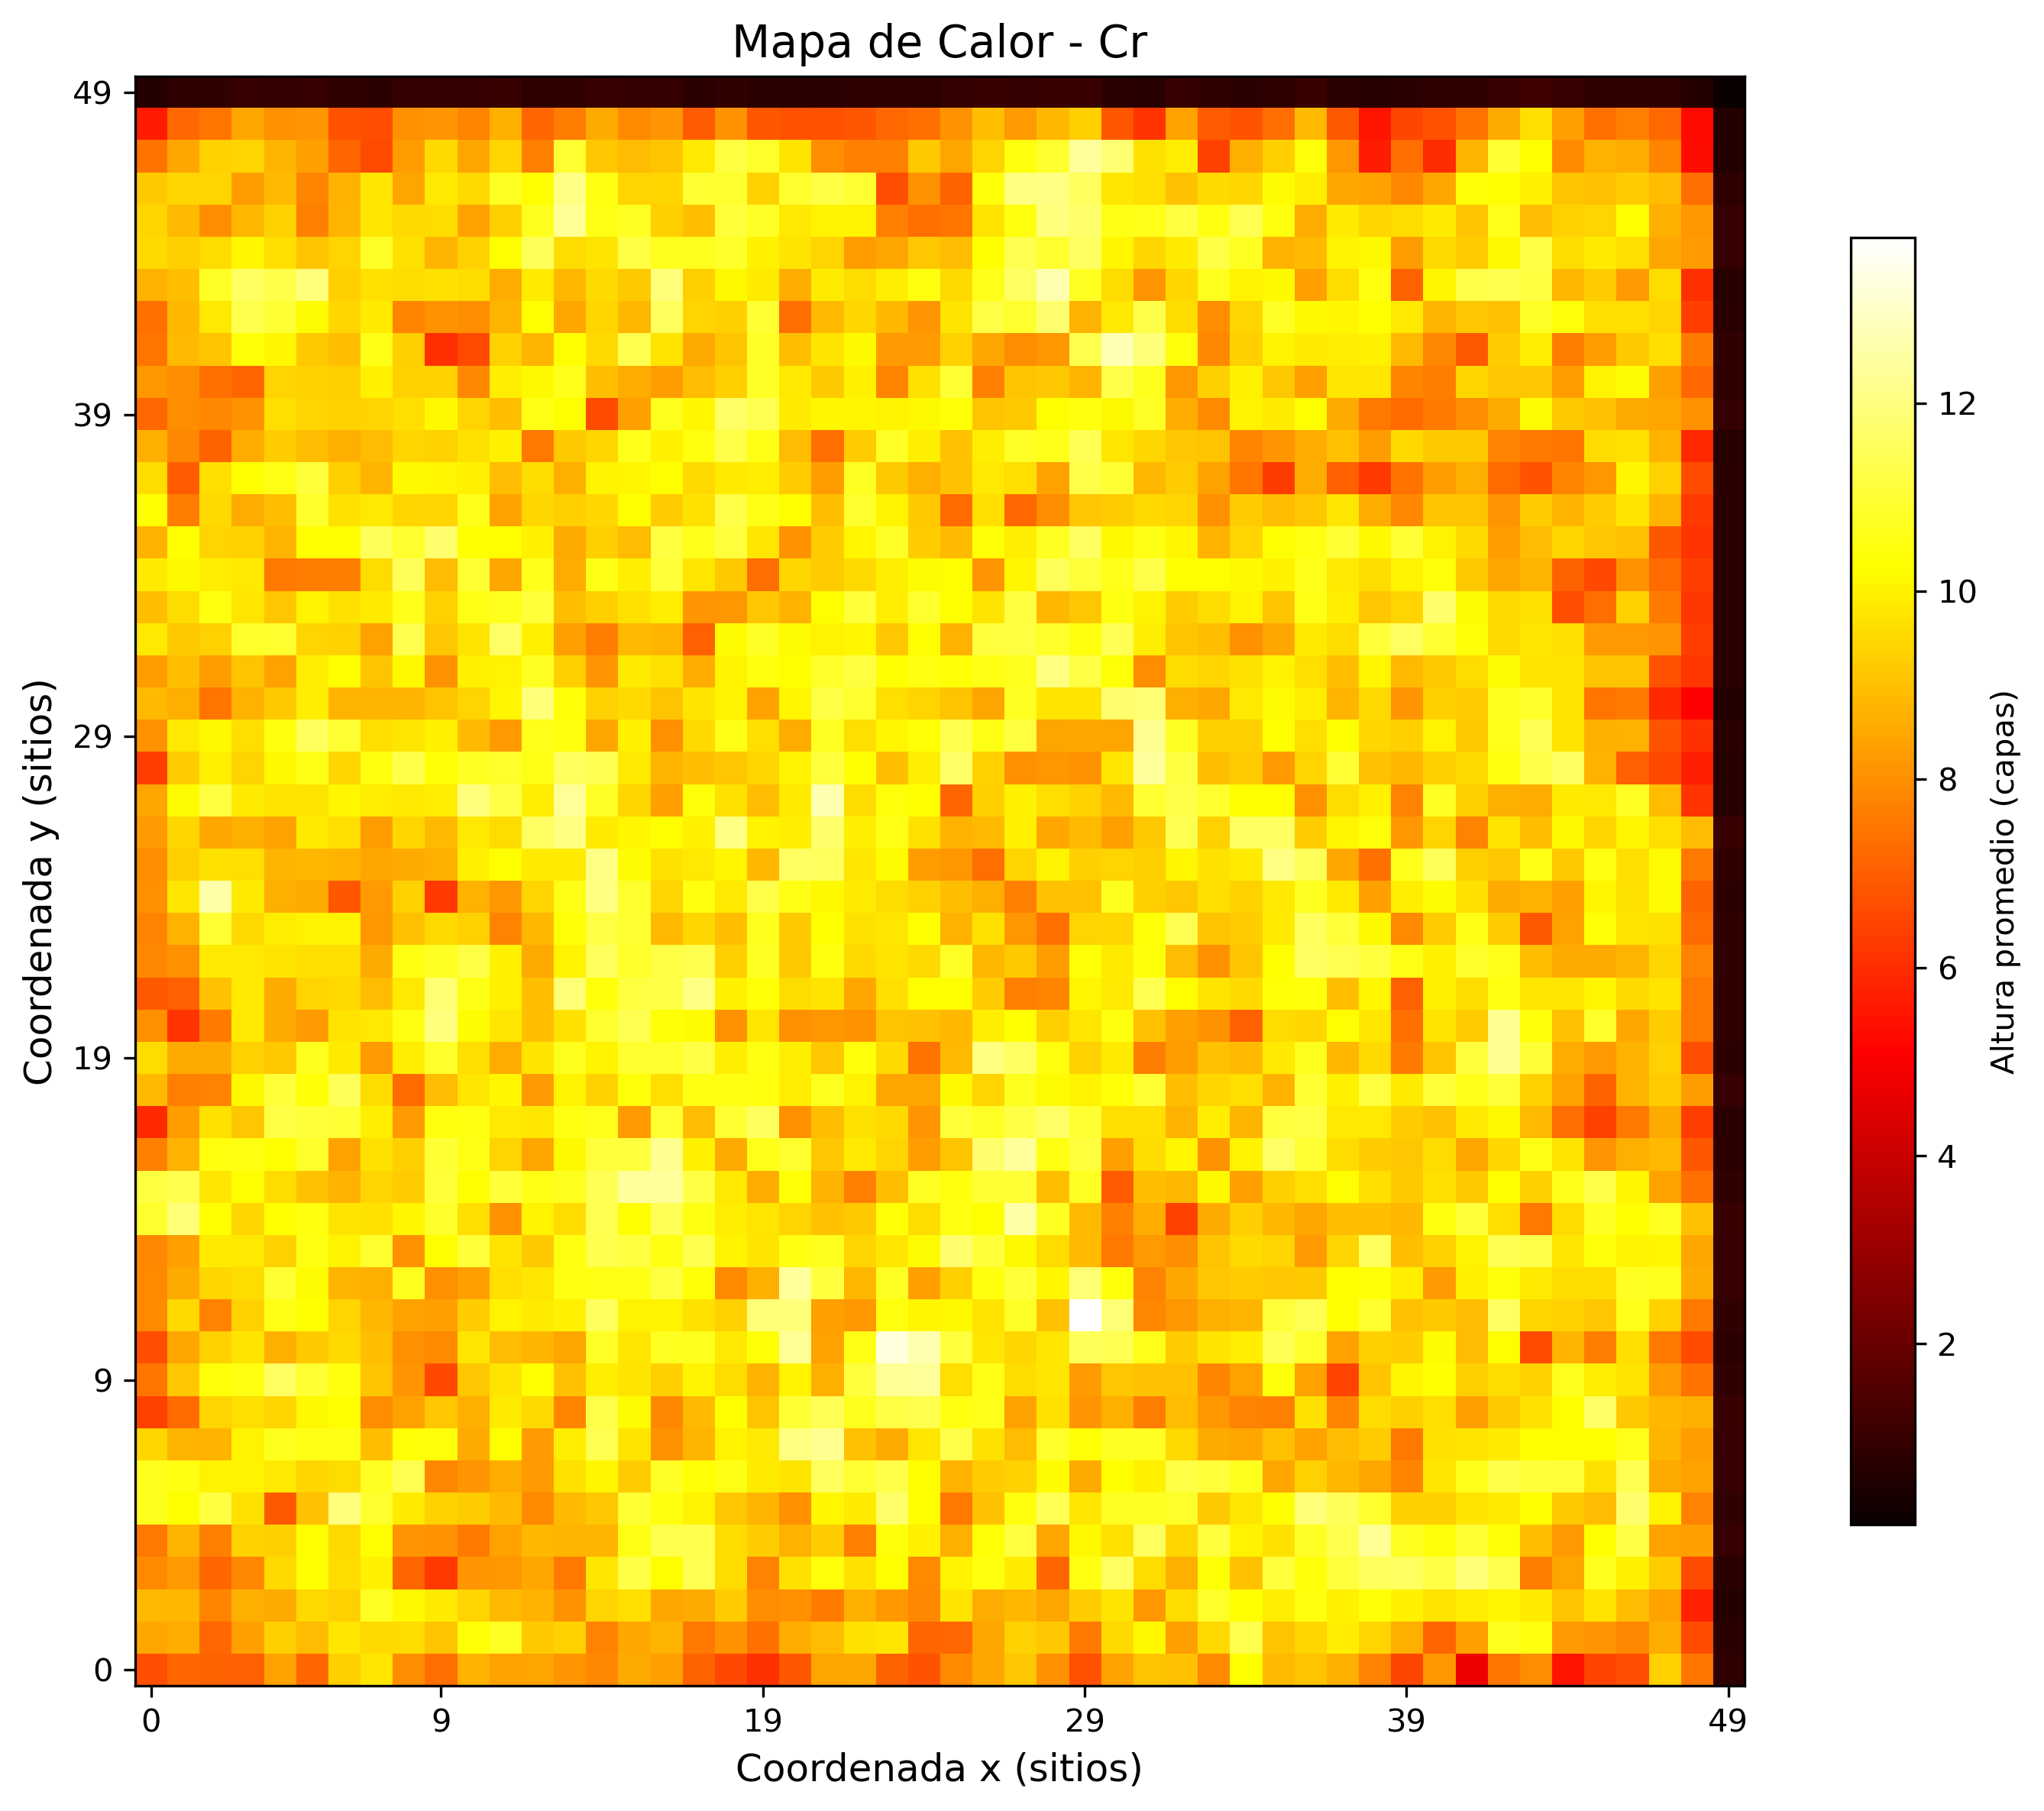 Mapa de Calor - Cr
49
39
29
19
9
0
Coordenada y (sitios)
0 9 19 29 39 49
Coordenada x (sitios)
12
10
8
6
4
2
Altura promedio (capas)